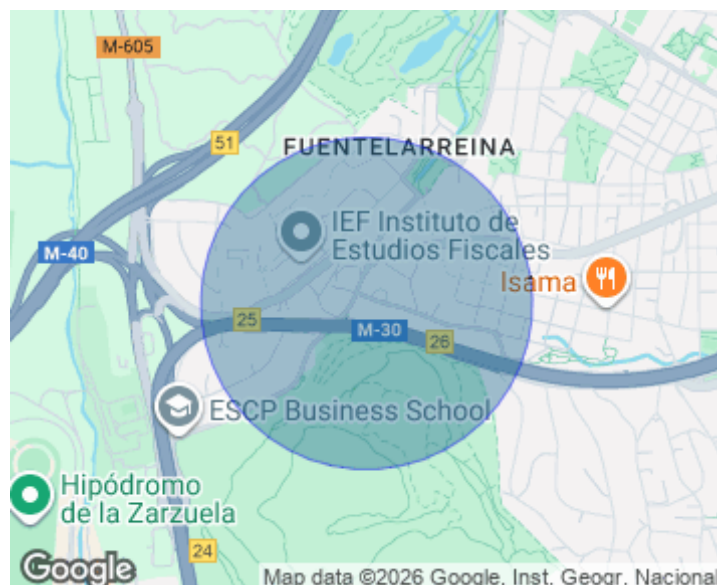 M-605
51
FUENTELARREINA
IEF Instituto de
Estudios Fiscales
M-40
Isama
25
M-30
26
ESCP Business School
Hipódromo
de la Zarzuela
24
Google
Map data ©2026 Google, Inst. Geogr. Nacional